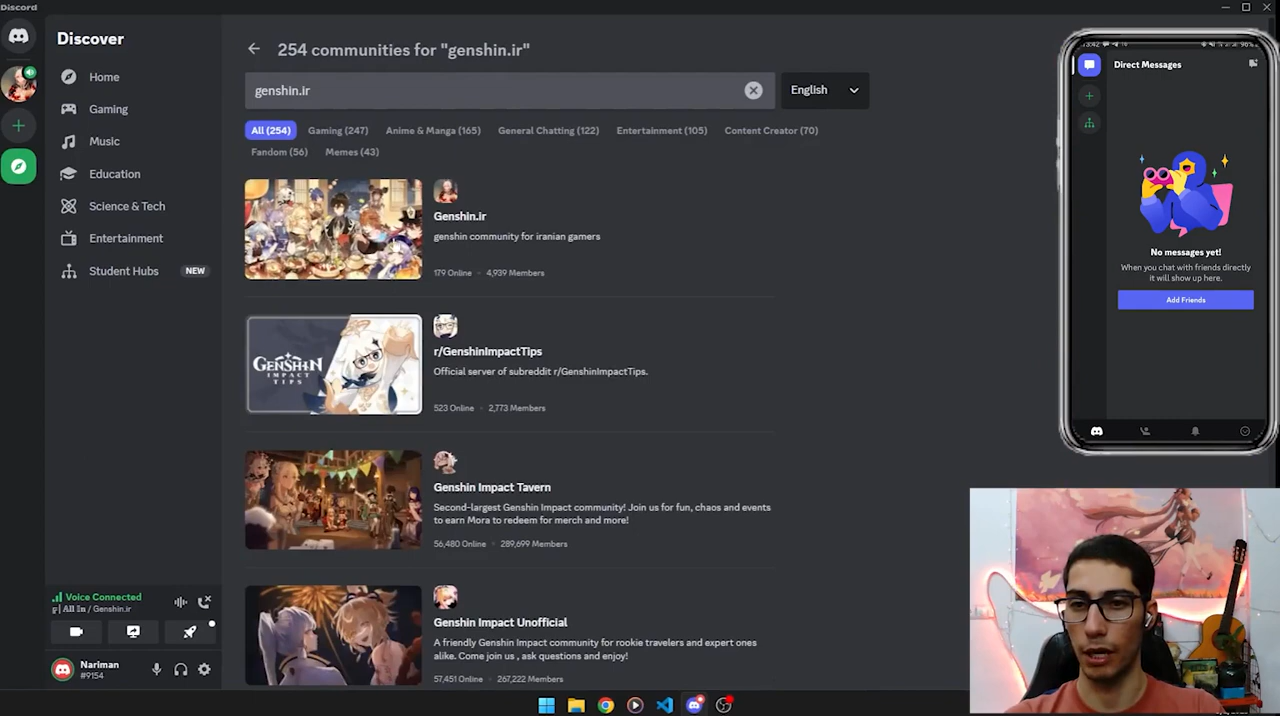 Discord
Discover
Home
Gaming
Music
Education
Science & Tech
Entertainment
Student Hubs NEW
Voice Connected
All In / Genshin.ir
Nariman
#9154
254 communities for "genshin.ir"
genshin.ir
English
All (254) Gaming (247) Anime & Manga (165) General Chatting (122) Entertainment (105) Content Creator (70)
Fandom (56) Memes (43)
Genshin.ir
genshin community for iranian gamers
179 Online • 4,939 Members
GENSHIN
IMPACT
TIPS
r/GenshinImpactTips
Official server of subreddit r/GenshinImpactTips.
523 Online • 2,773 Members
Genshin Impact Tavern
Second-largest Genshin Impact community! Join us for fun, chaos and events
to earn Mora to redeem for merch and more!
56,480 Online • 289,699 Members
Genshin Impact Unofficial
A friendly Genshin Impact community for rookie travelers and expert ones
alike. Come join us , ask questions and enjoy!
57,451 Online • 267,222 Members
Direct Messages
No messages yet!
When you chat with friends directly
it will show up here.
Add Friends